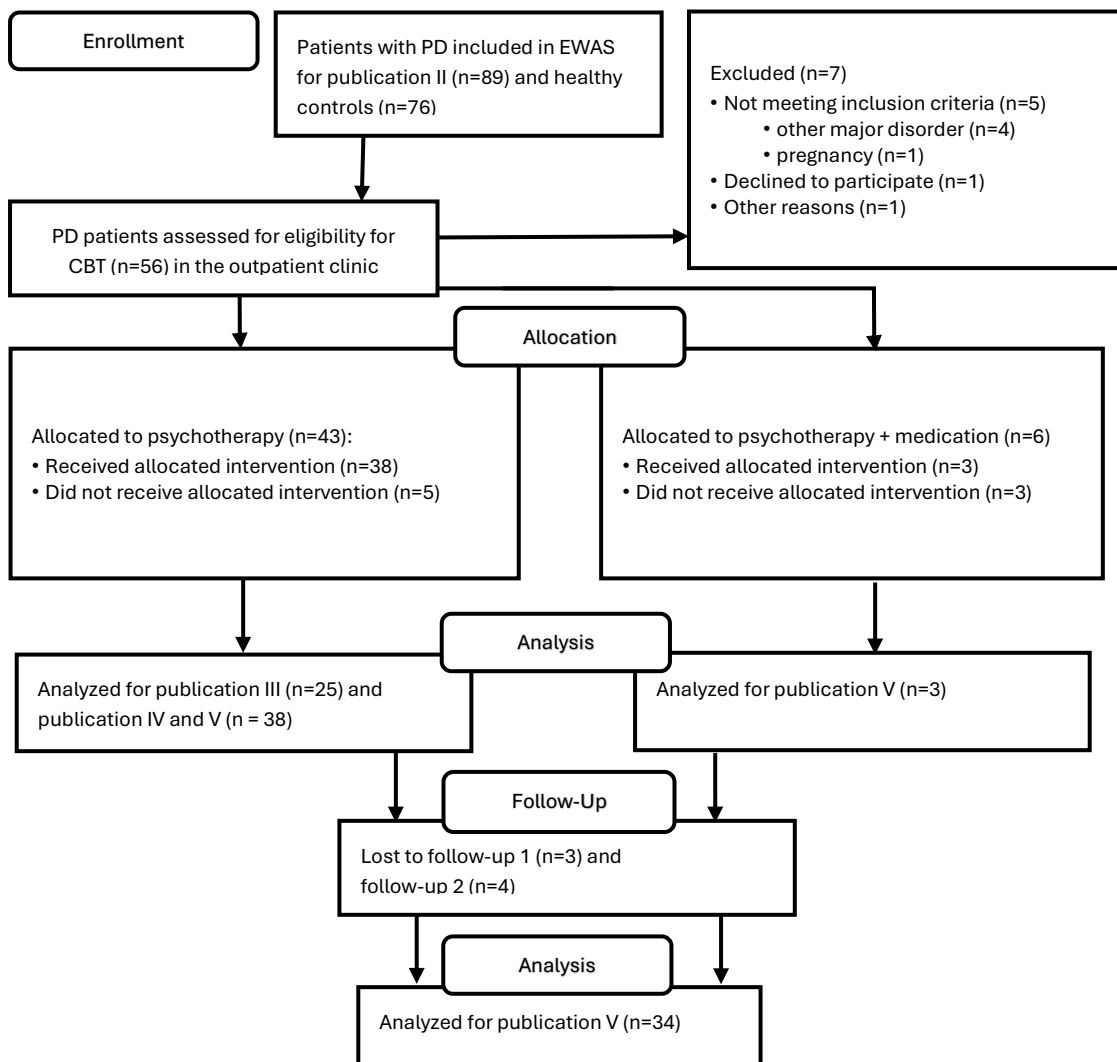 Enrollment
Patients with PD included in EWAS
for publication II (n=89) and healthy
controls (n=76)
Excluded (n=7)
• Not meeting inclusion criteria (n=5)
• other major disorder (n=4)
• pregnancy (n=1)
• Declined to participate (n=1)
• Other reasons (n=1)
PD patients assessed for eligibility for
CBT (n=56) in the outpatient clinic
Allocation
Allocated to psychotherapy (n=43):
• Received allocated intervention (n=38)
• Did not receive allocated intervention (n=5)
Allocated to psychotherapy + medication (n=6)
• Received allocated intervention (n=3)
• Did not receive allocated intervention (n=3)
Analysis
Analyzed for publication III (n=25) and
publication IV and V (n = 38)
Analyzed for publication V (n=3)
Follow-Up
Lost to follow-up 1 (n=3) and
follow-up 2 (n=4)
Analysis
Analyzed for publication V (n=34)